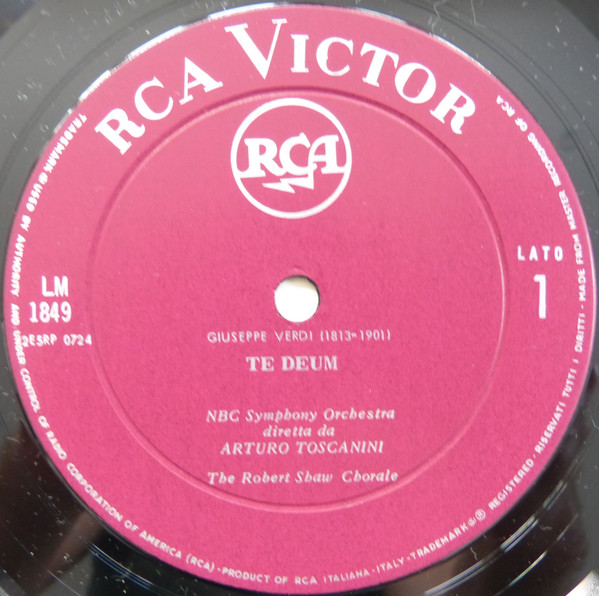 RCA VICTOR
RCA
LM
1849
2ESRP 0724
LATO
1
GIUSEPPE VERDI (1813-1901)
TE DEUM
NBC Symphony Orchestra
diretta da
ARTURO TOSCANINI
The Robert Shaw Chorale
TRADEMARK ® USED BY AUTHORITY AND UNDER CONTROL OF RADIO CORPORATION OF AMERICA (RCA) - PRODUCT OF RCA ITALIANA - ITALY - TRADEMARK ® ® REGISTERED - RISERVATI TUTTI I DIRITTI - MADE FROM MASTER RECORDING OF RCA